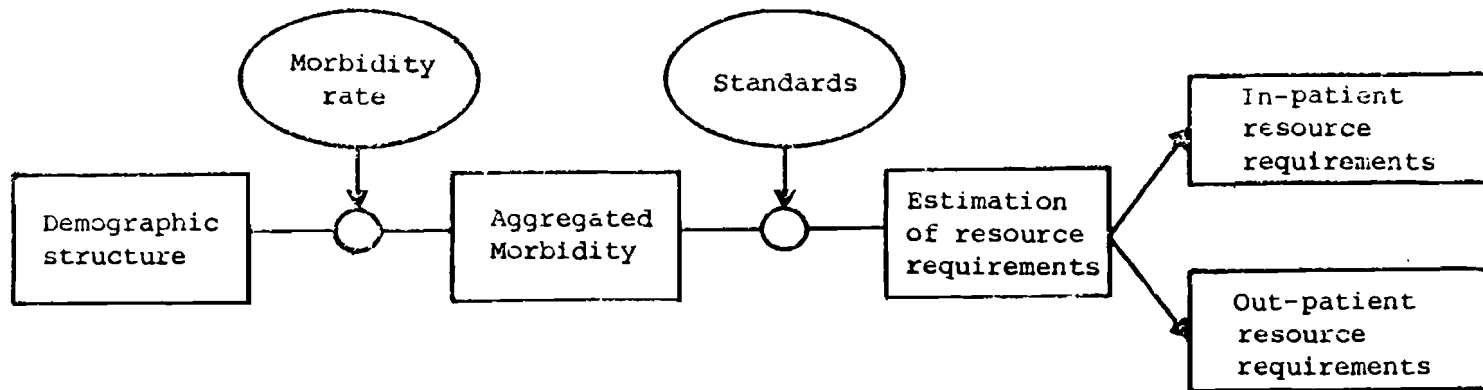 Morbidity
rate
Standards
In-patient
resource
requirements
Demographic
structure
Aggregated
Morbidity
Estimation
of resource
requirements
Out-patient
resource
requirements